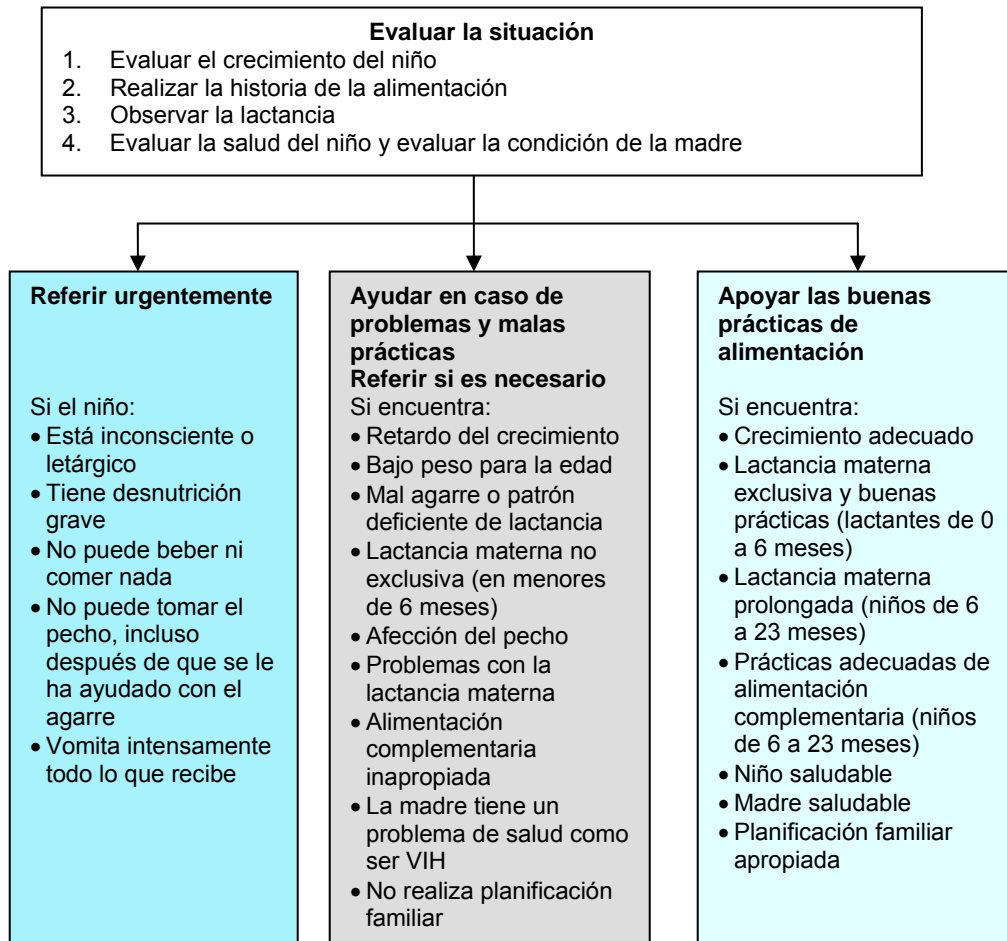 Evaluar la situación
1. Evaluar el crecimiento del niño
2. Realizar la historia de la alimentación
3. Observar la lactancia
4. Evaluar la salud del niño y evaluar la condición de la madre
Referir urgentemente
Si el niño:
• Está inconsciente o
letárgico
• Tiene desnutrición
grave
• No puede beber ni
comer nada
• No puede tomar el
pecho, incluso
después de que se le
ha ayudado con el
agarre
• Vomita intensamente
todo lo que recibe
Ayudar en caso de
problemas y malas
prácticas
Referir si es necesario
Si encuentra:
• Retardo del crecimiento
• Bajo peso para la edad
• Mal agarre o patrón
deficiente de lactancia
• Lactancia materna no
exclusiva (en menores
de 6 meses)
• Afección del pecho
• Problemas con la
lactancia materna
• Alimentación
complementaria
inapropiada
• La madre tiene un
problema de salud como
ser VIH
• No realiza planificación
familiar
Apoyar las buenas
prácticas de
alimentación
Si encuentra:
• Crecimiento adecuado
• Lactancia materna
exclusiva y buenas
prácticas (lactantes de 0
a 6 meses)
• Lactancia materna
prolongada (niños de 6
a 23 meses)
• Prácticas adecuadas de
alimentación
complementaria (niños
de 6 a 23 meses)
• Niño saludable
• Madre saludable
• Planificación familiar
apropiada